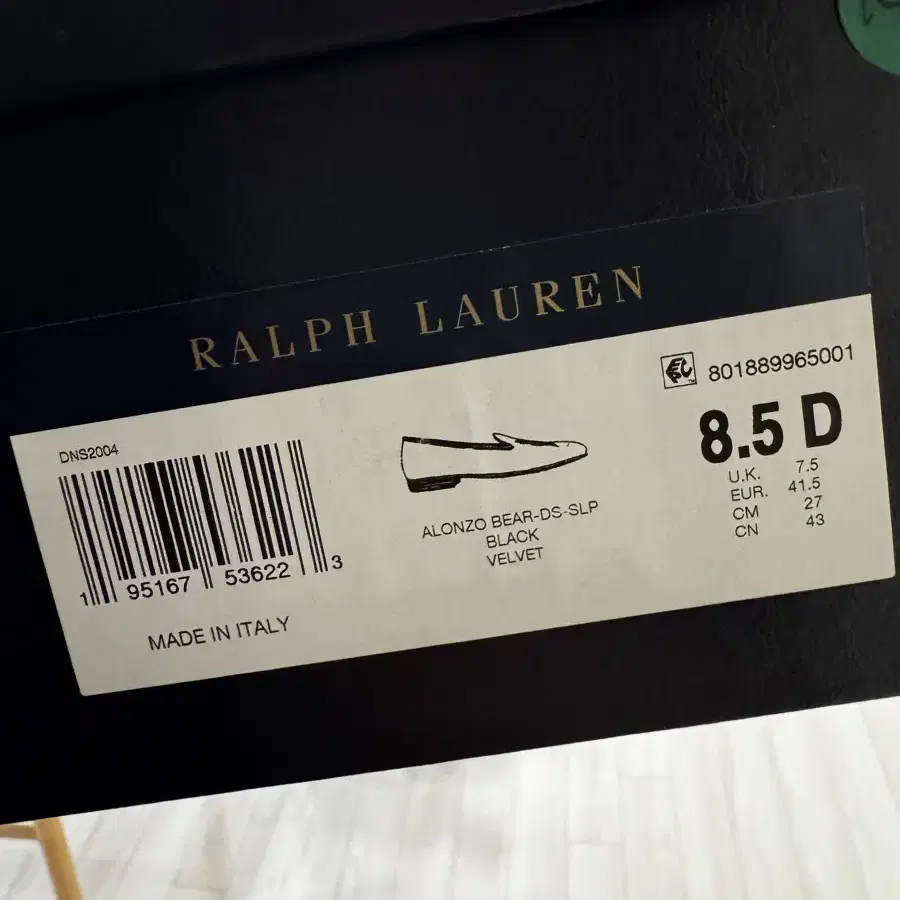 RALPH LAUREN
DNS2004
1 95167 53622 3
MADE IN ITALY
ALONZO BEAR-DS-SLP
BLACK
VELVET
801889965001
8.5 D
U.K. 7.5
EUR. 41.5
CM 27
CN 43